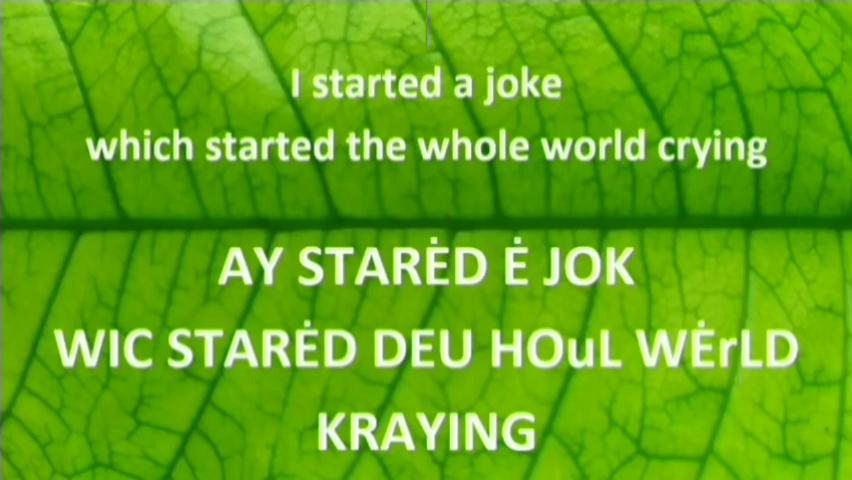 I started a joke
which started the whole world crying
AY STARĖD Ė JOK
WIC STARĖD DEU HOuL WĖrLD
KRAYING